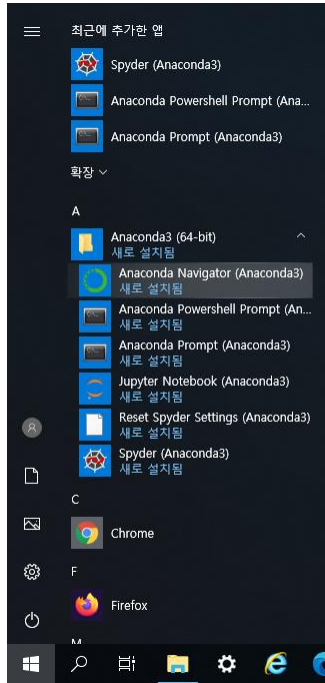 최근에 추가한 앱
Spyder (Anaconda3)
Anaconda Powershell Prompt (Ana...
Anaconda Prompt (Anaconda3)
확장
A
Anaconda3 (64-bit)
새로 설치됨
Anaconda Navigator (Anaconda3)
새로 설치됨
Anaconda Powershell Prompt (An...
새로 설치됨
Anaconda Prompt (Anaconda3)
새로 설치됨
Jupyter Notebook (Anaconda3)
새로 설치됨
Reset Spyder Settings (Anaconda3)
새로 설치됨
Spyder (Anaconda3)
새로 설치됨
C
Chrome
F
Firefox
M